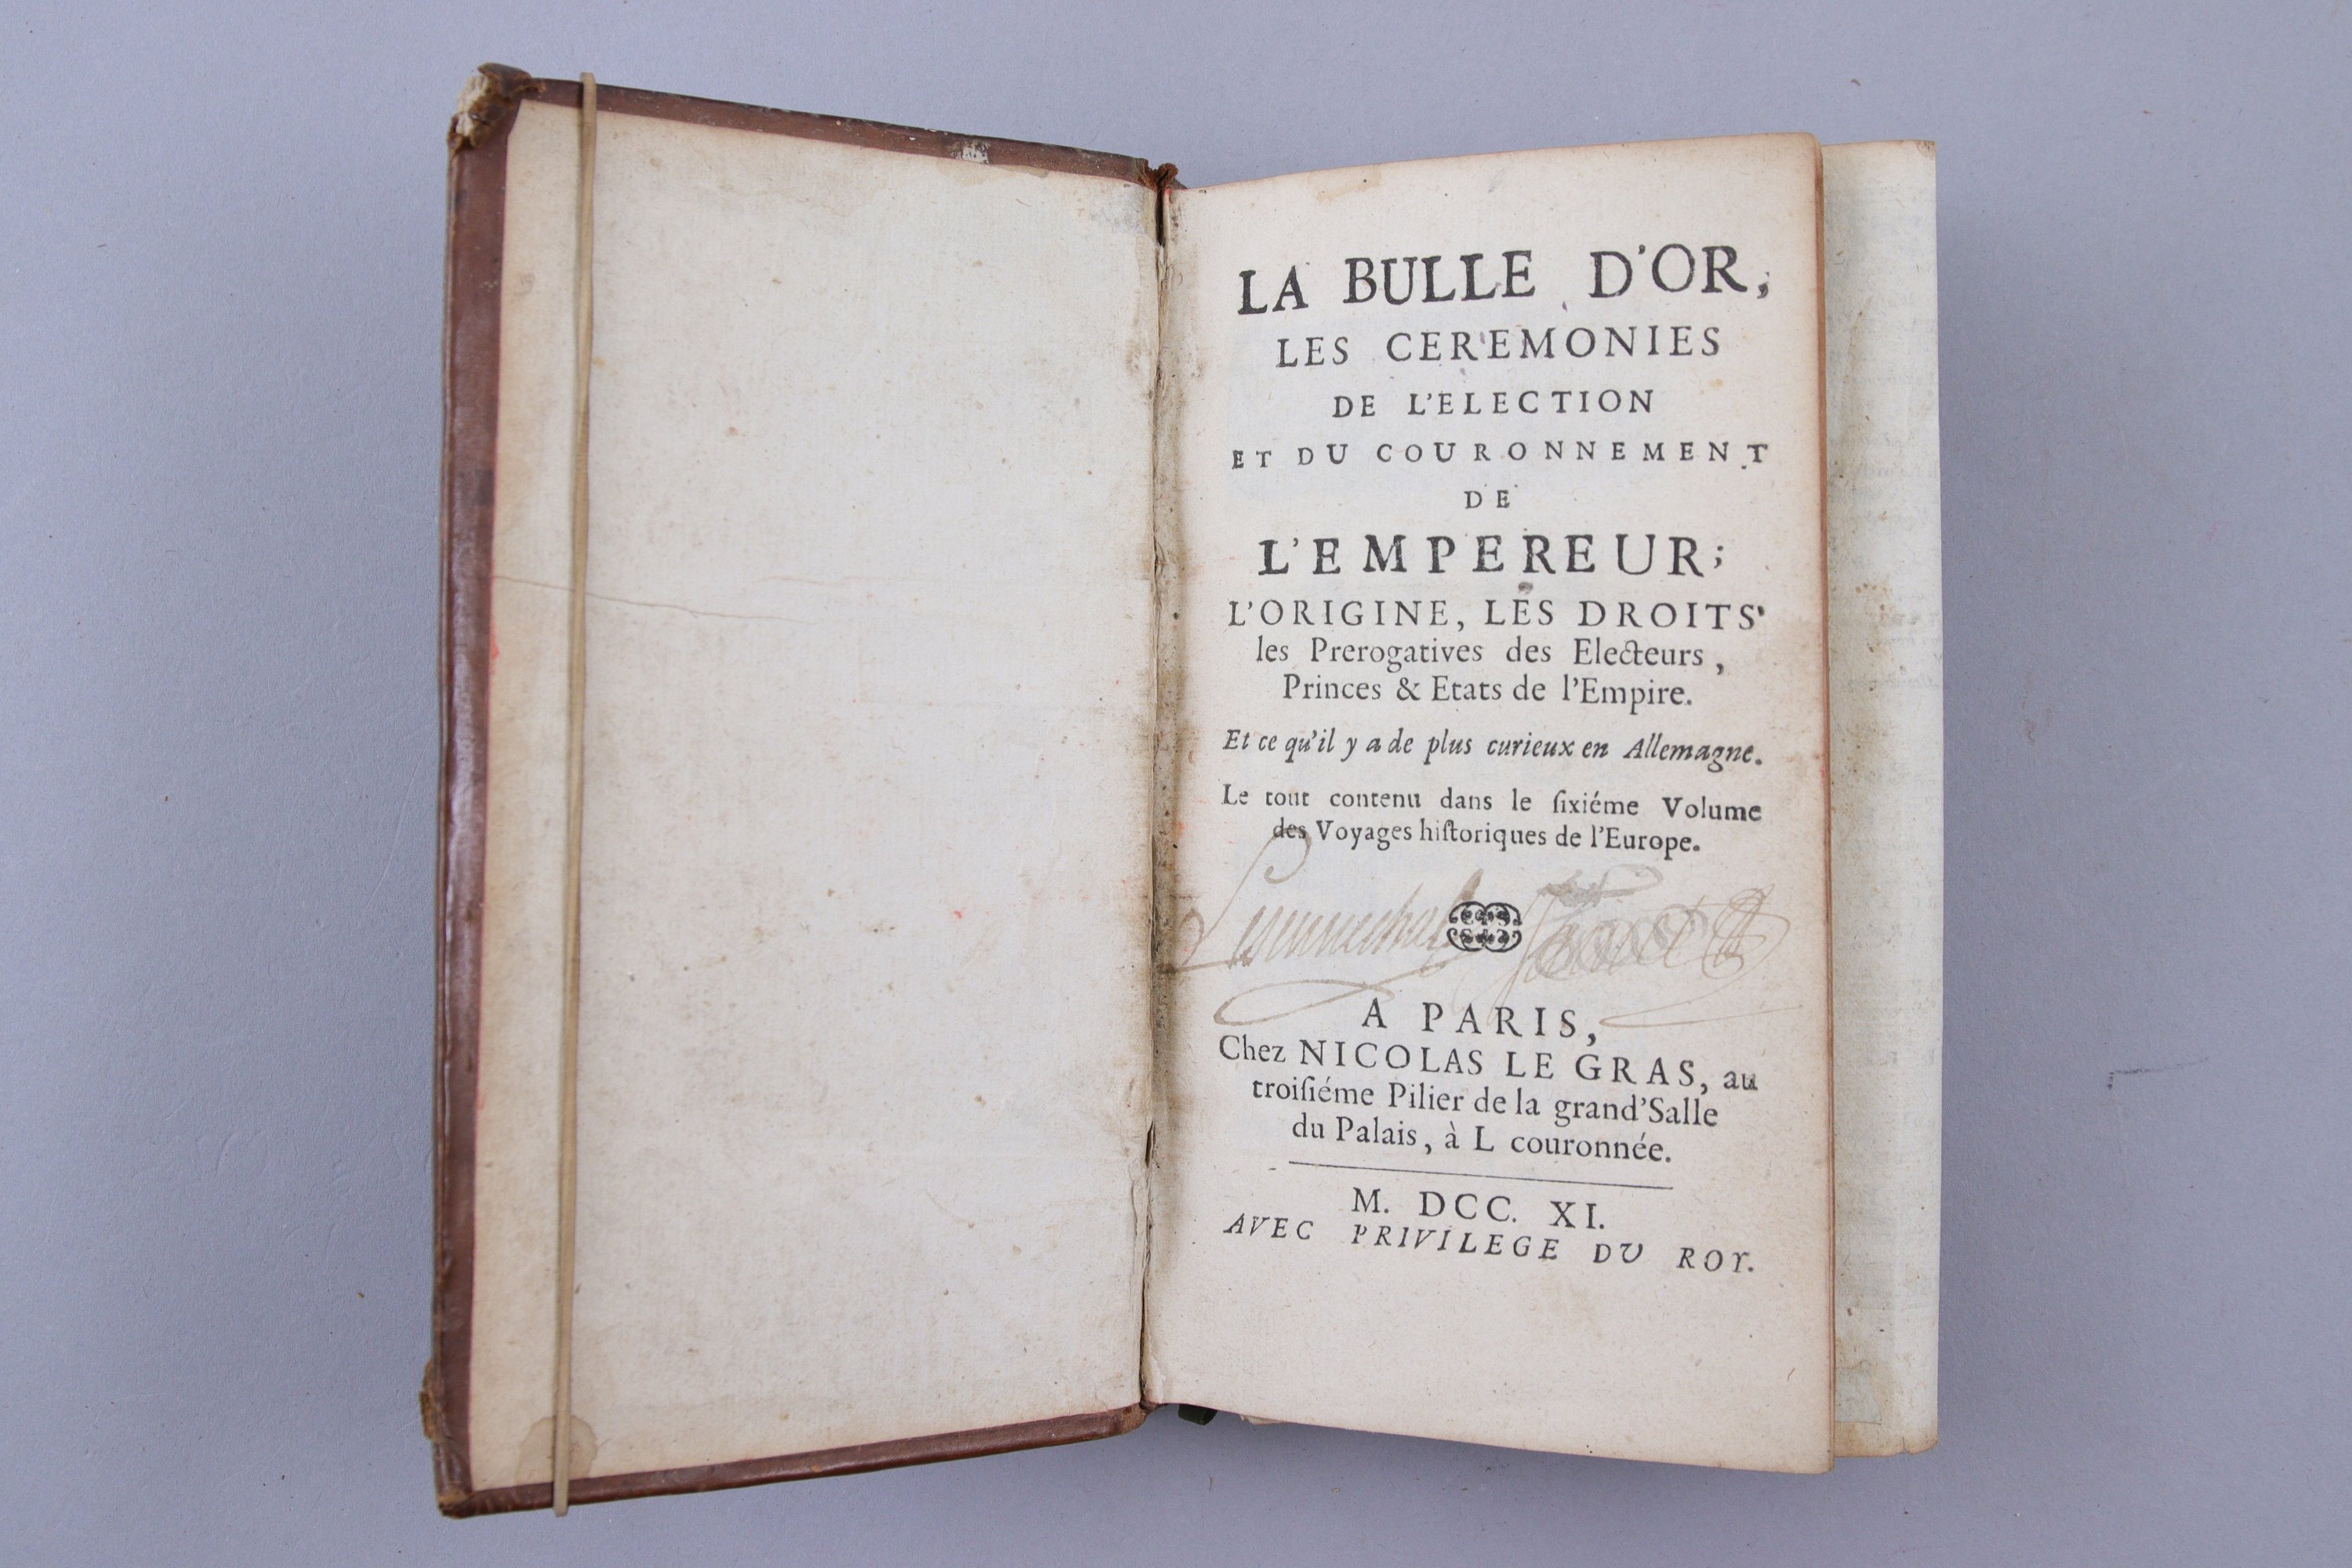 LA BULLE D'OR,
LES CEREMONIES
DE L'ELECTION
ET DU COURONNEMENT
DE
L'EMPEREUR;
L'ORIGINE, LES DROITS,
les Prerogatives des Electeurs,
Princes & Etats de l'Empire.
Et ce qu'il y a de plus curieux en Allemagne.
Le tout contenu dans le ſixiéme Volume
des Voyages hiſtoriques de l'Europe.
A PARIS,
Chez NICOLAS LE GRAS, au
troiſiéme Pilier de la grand'Salle
du Palais, à L couronnée.
M. DCC. XI.
AVEC PRIVILEGE DU ROY.